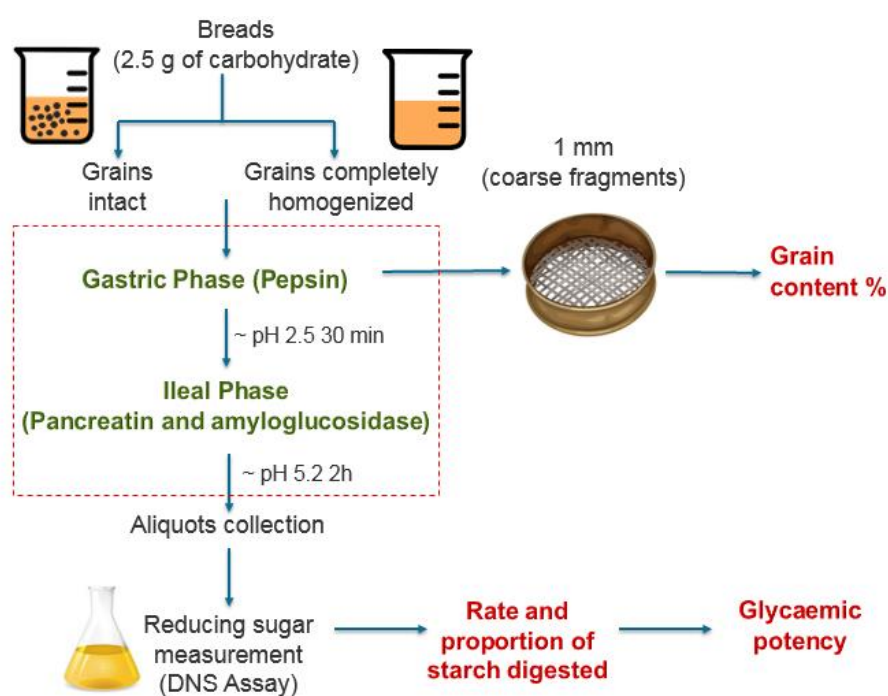 Breads
(2.5 g of carbohydrate)
Grains
intact
Grains completely
homogenized
1 mm
(coarse fragments)
Gastric Phase (Pepsin)
Grain
content %
~ pH 2.5 30 min
Ileal Phase
(Pancreatin and amyloglucosidase)
~ pH 5.2 2h
Aliquots collection
Reducing sugar
measurement
(DNS Assay)
Rate and
proportion of
starch digested
Glycaemic
potency